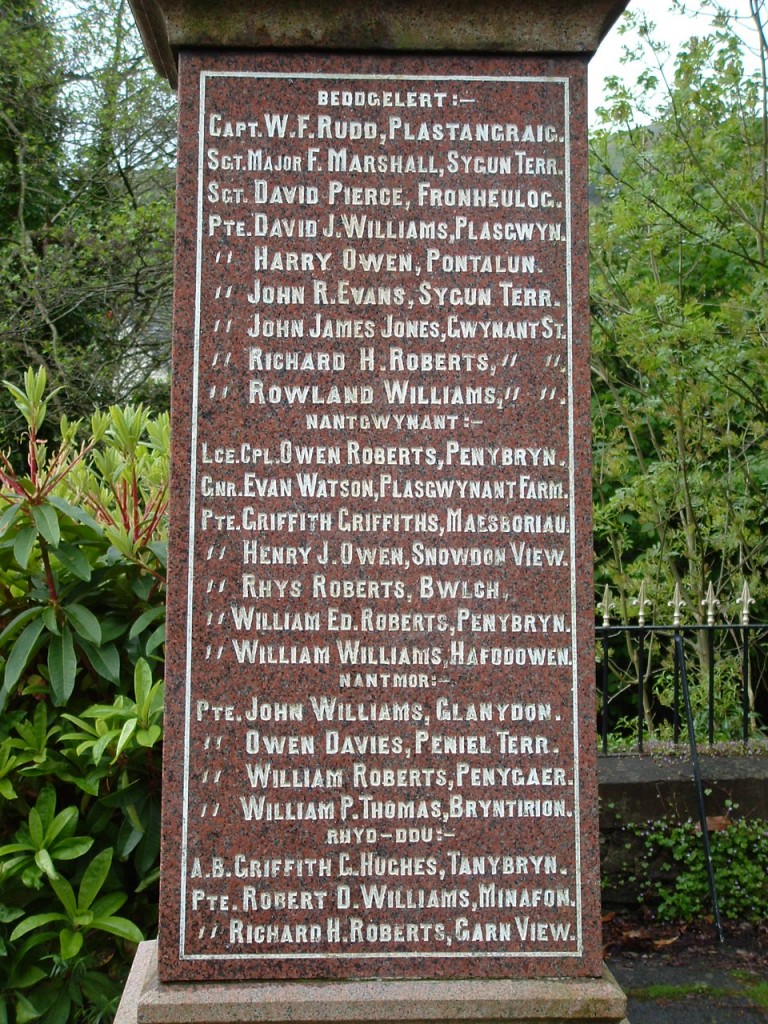 BEDDGELERT:—
CAPT. W. F. RUDD, PLASTANGRAIG.
SGT. MAJOR F. MARSHALL, SYGUN TERR.
SGT. DAVID PIERCE, FRONHEULOG.
PTE. DAVID J. WILLIAMS, PLASGWYN.
" HARRY OWEN, PONTALUN.
" JOHN R. EVANS, SYGUN TERR.
" JOHN JAMES JONES, GWYNANT ST.
" RICHARD H. ROBERTS, " ".
" ROWLAND WILLIAMS, " ".
NANTGWYNANT:—
LCE. CPL. OWEN ROBERTS, PENYBRYN.
GNR. EVAN WATSON, PLASGWYNANT FARM.
PTE. GRIFFITH GRIFFITHS, MAESBORIAU.
" HENRY J. OWEN, SNOWDON VIEW.
" RHYS ROBERTS, BWLCH,
" WILLIAM ED. ROBERTS, PENYBRYN.
" WILLIAM WILLIAMS, HAFODOWEN.
NANTMOR:—
PTE. JOHN WILLIAMS, GLANYDON.
" OWEN DAVIES, PENIEL TERR.
" WILLIAM ROBERTS, PENYGAER.
" WILLIAM P. THOMAS, BRYNTIRION.
RHYD-DDU:—
A.B. GRIFFITH G. HUGHES, TANYBRYN.
PTE. ROBERT D. WILLIAMS, MINAFON.
" RICHARD H. ROBERTS, GARN VIEW.